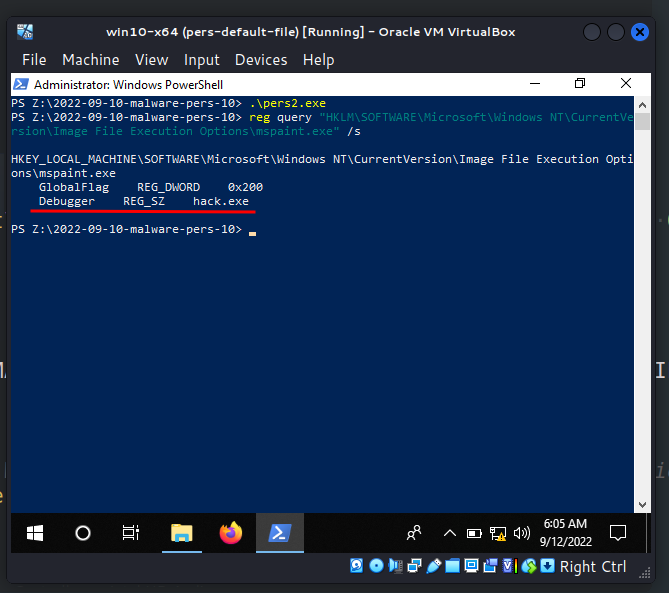 win10-x64 (pers-default-file) [Running] - Oracle VM VirtualBox
File Machine View Input Devices Help
Administrator: Windows PowerShell
PS Z:\2022-09-10-malware-pers-10> .\pers2.exe
PS Z:\2022-09-10-malware-pers-10> reg query "HKLM\SOFTWARE\Microsoft\Windows NT\CurrentVe
rsion\Image File Execution Options\mspaint.exe" /s
HKEY_LOCAL_MACHINE\SOFTWARE\Microsoft\Windows NT\CurrentVersion\Image File Execution Opti
ons\mspaint.exe
GlobalFlag REG_DWORD 0x200
Debugger REG_SZ hack.exe
PS Z:\2022-09-10-malware-pers-10>
6:05 AM
9/12/2022
Right Ctrl